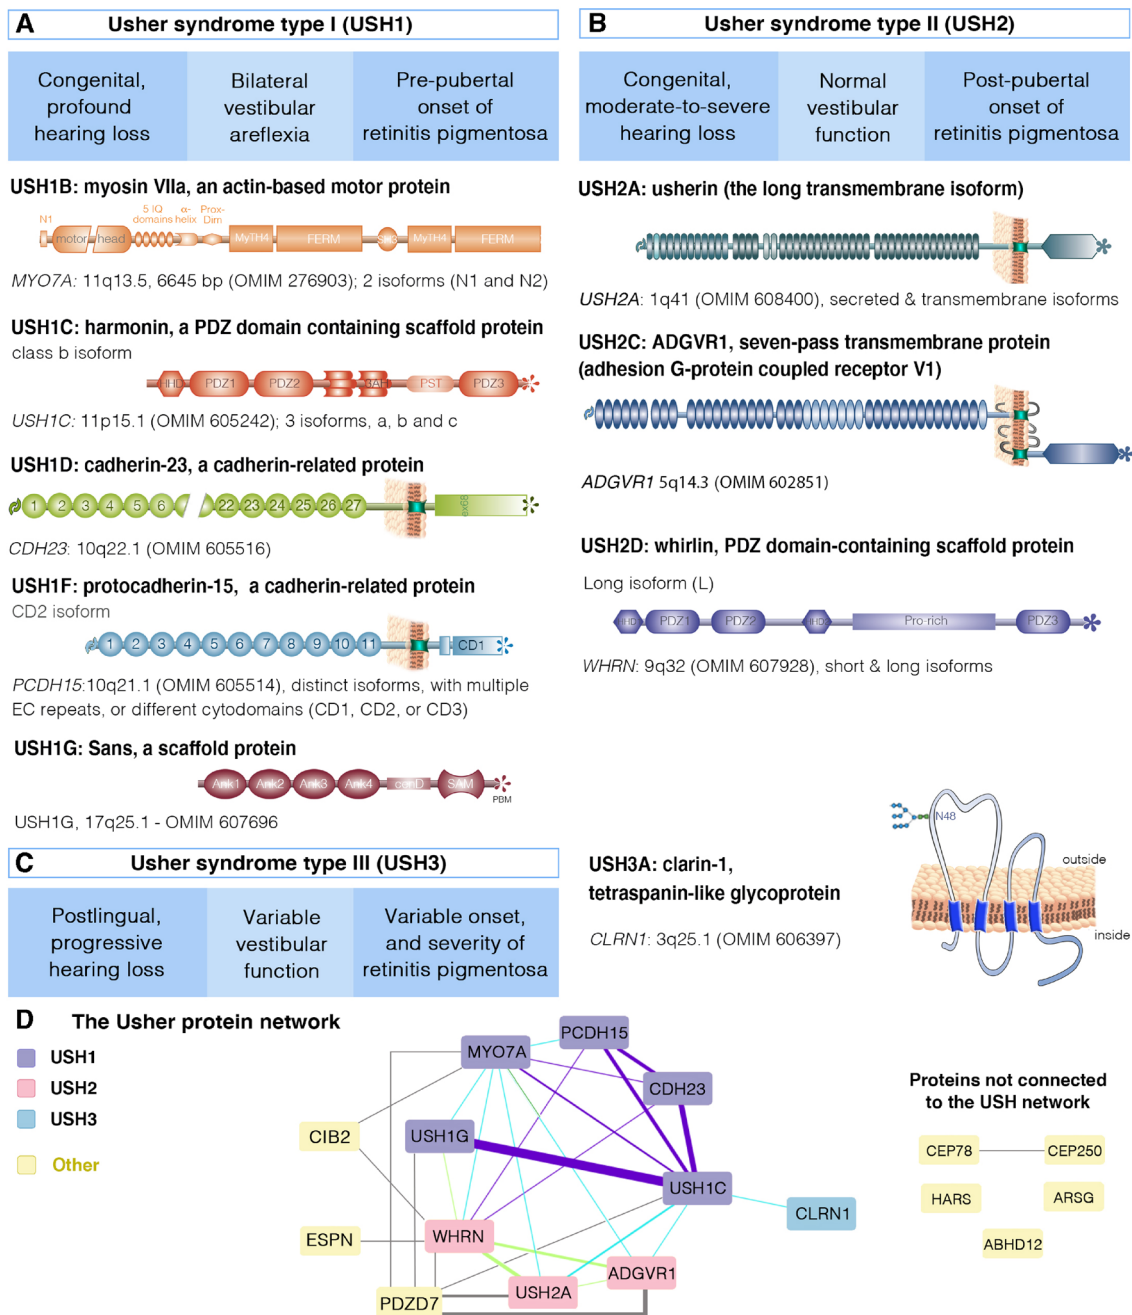 A Usher syndrome type I (USH1)
Congenital,
profound
hearing loss
Bilateral
vestibular
areflexia
Pre-pubertal
onset of
retinitis pigmentosa
USH1B: myosin VIIa, an actin-based motor protein
N1
5 IQ
domains
α-
helix
Prox-
Dim
motor head MyTH4 FERM SH3 MyTH4 FERM
MYO7A: 11q13.5, 6645 bp (OMIM 276903); 2 isoforms (N1 and N2)
USH1C: harmonin, a PDZ domain containing scaffold protein
class b isoform
HHD PDZ1 PDZ2 PST PDZ3
USH1C: 11p15.1 (OMIM 605242); 3 isoforms, a, b and c
USH1D: cadherin-23, a cadherin-related protein
1 2 3 4 5 6 22 23 24 25 26 27 ex68
CDH23: 10q22.1 (OMIM 605516)
USH1F: protocadherin-15, a cadherin-related protein
CD2 isoform
1 2 3 4 5 6 7 8 9 10 11 CD1
PCDH15:10q21.1 (OMIM 605514), distinct isoforms, with multiple
EC repeats, or different cytodomains (CD1, CD2, or CD3)
USH1G: Sans, a scaffold protein
Ank1 Ank2 Ank3 Ank4 cenD SAM
PBM
USH1G, 17q25.1 - OMIM 607696
B Usher syndrome type II (USH2)
Congenital,
moderate-to-severe
hearing loss
Normal
vestibular
function
Post-pubertal
onset of
retinitis pigmentosa
USH2A: usherin (the long transmembrane isoform)
USH2A: 1q41 (OMIM 608400), secreted & transmembrane isoforms
USH2C: ADGVR1, seven-pass transmembrane protein
(adhesion G-protein coupled receptor V1)
ADGVR1 5q14.3 (OMIM 602851)
USH2D: whirlin, PDZ domain-containing scaffold protein
Long isoform (L)
HHD PDZ1 PDZ2 HHD2 Pro-rich PDZ3
WHRN: 9q32 (OMIM 607928), short & long isoforms
C Usher syndrome type III (USH3)
Postlingual,
progressive
hearing loss
Variable
vestibular
function
Variable onset,
and severity of
retinitis pigmentosa
USH3A: clarin-1,
tetraspanin-like glycoprotein
CLRN1: 3q25.1 (OMIM 606397)
N48
outside
inside
D The Usher protein network
USH1
USH2
USH3
Other
PCDH15
MYO7A
CDH23
CIB2
USH1G
USH1C
CLRN1
ESPN
WHRN
ADGVR1
USH2A
PDZD7
Proteins not connected
to the USH network
CEP78 CEP250
HARS ARSG
ABHD12